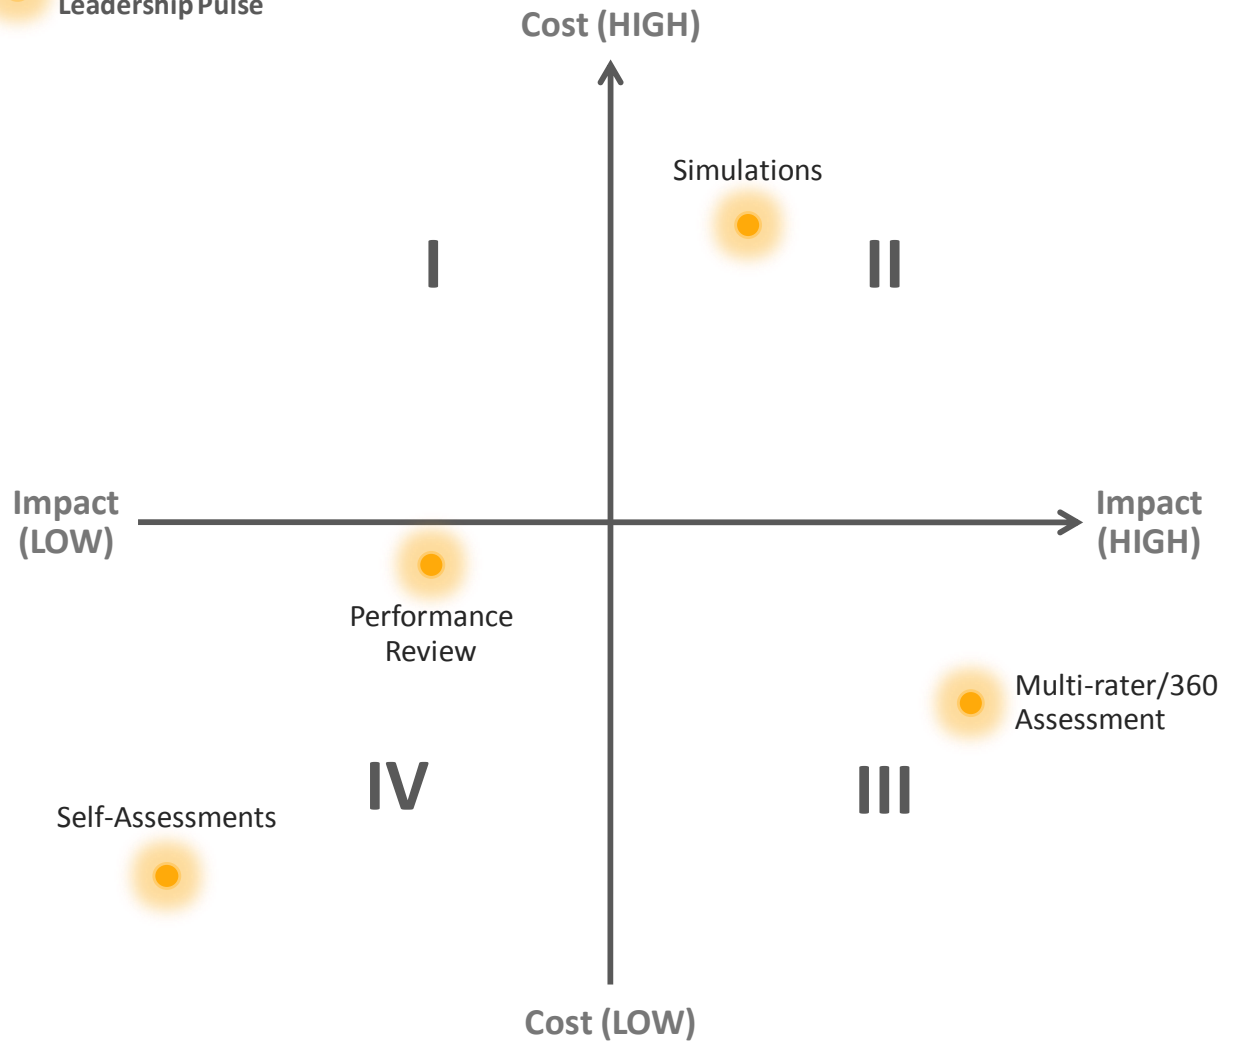 Leadership Pulse
Cost (HIGH)
Simulations
I
II
Impact
(LOW)
Impact
(HIGH)
Performance
Review
Multi-rater/360
Assessment
IV
III
Self-Assessments
Cost (LOW)